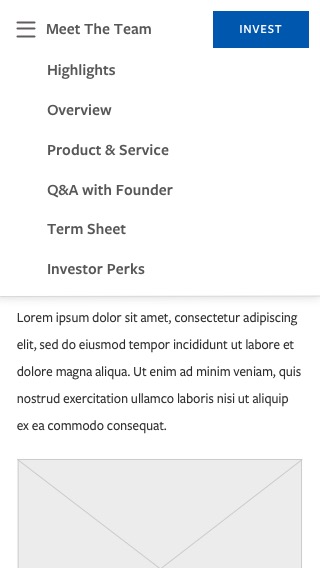 Meet The Team
INVEST
Highlights
Overview
Product & Service
Q&A with Founder
Term Sheet
Investor Perks
Lorem ipsum dolor sit amet, consectetur adipiscing
elit, sed do eiusmod tempor incididunt ut labore et
dolore magna aliqua. Ut enim ad minim veniam, quis
nostrud exercitation ullamco laboris nisi ut aliquip
ex ea commodo consequat.